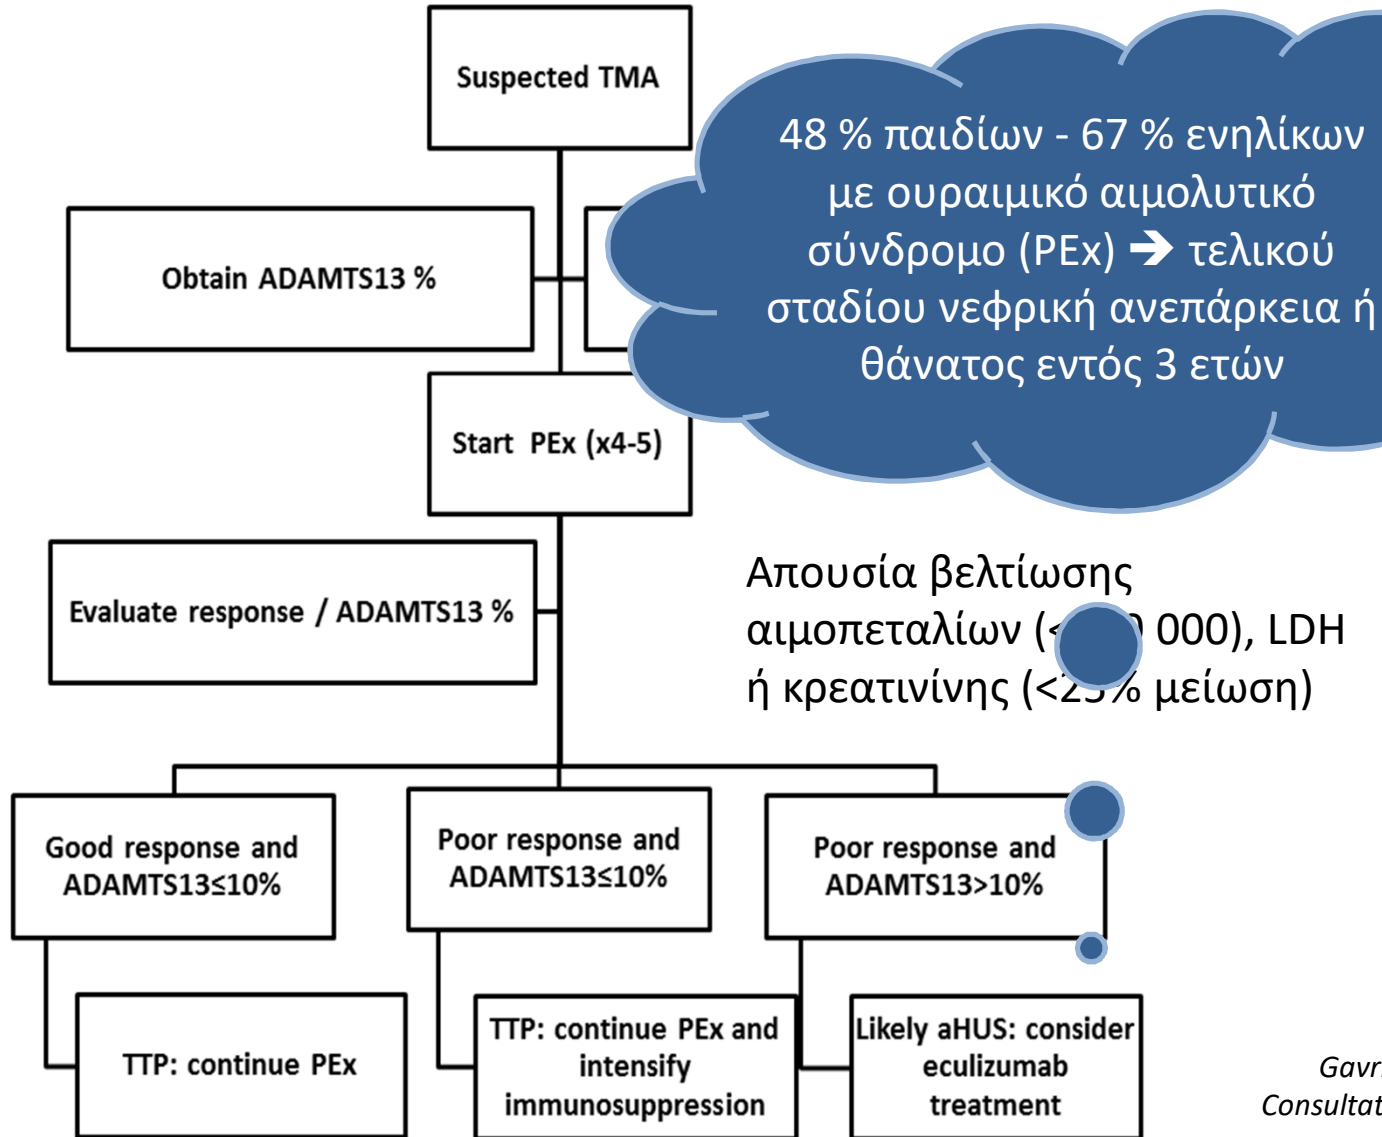 Suspected TMA
48 % παιδίων - 67 % ενηλίκων
με ουραιμικό αιμολυτικό
σύνδρομο (PEx) ➔ τελικού
σταδίου νεφρική ανεπάρκεια ή
θάνατος εντός 3 ετών
Obtain ADAMTS13 %
Start PEx (x4-5)
Evaluate response / ADAMTS13 %
Απουσία βελτίωσης
αιμοπεταλίων (< 000), LDH
ή κρεατινίνης (<25% μείωση)
Good response and
ADAMTS13≤10%
Poor response and
ADAMTS13≤10%
Poor response and
ADAMTS13>10%
TTP: continue PEx
TTP: continue PEx and
intensify
immunosuppression
Likely aHUS: consider
eculizumab
treatment